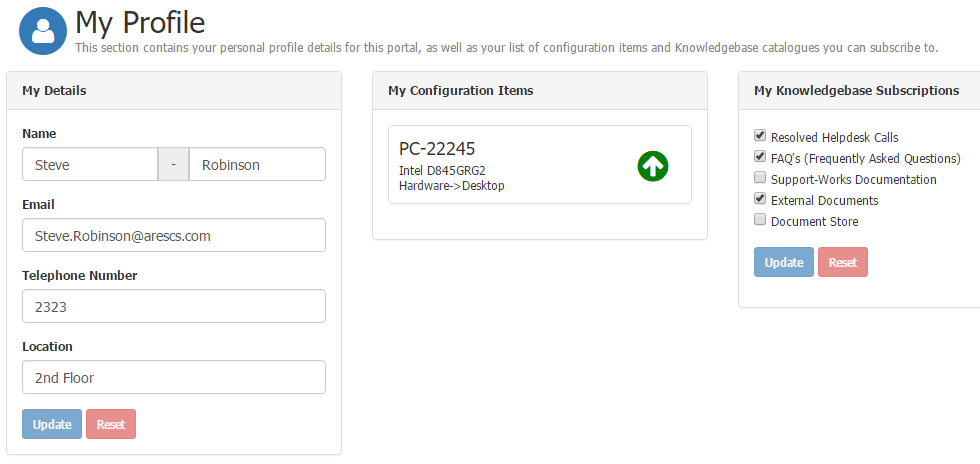 My Profile
This section contains your personal profile details for this portal, as well as your list of configuration items and Knowledgebase catalogues you can subscribe to.
My Details
Name
Steve - Robinson
Email
Steve.Robinson@arescs.com
Telephone Number
2323
Location
2nd Floor
Update Reset
My Configuration Items
PC-22245
Intel D845GRG2
Hardware->Desktop
My Knowledgebase Subscriptions
Resolved Helpdesk Calls
FAQ's (Frequently Asked Questions)
Support-Works Documentation
External Documents
Document Store
Update Reset